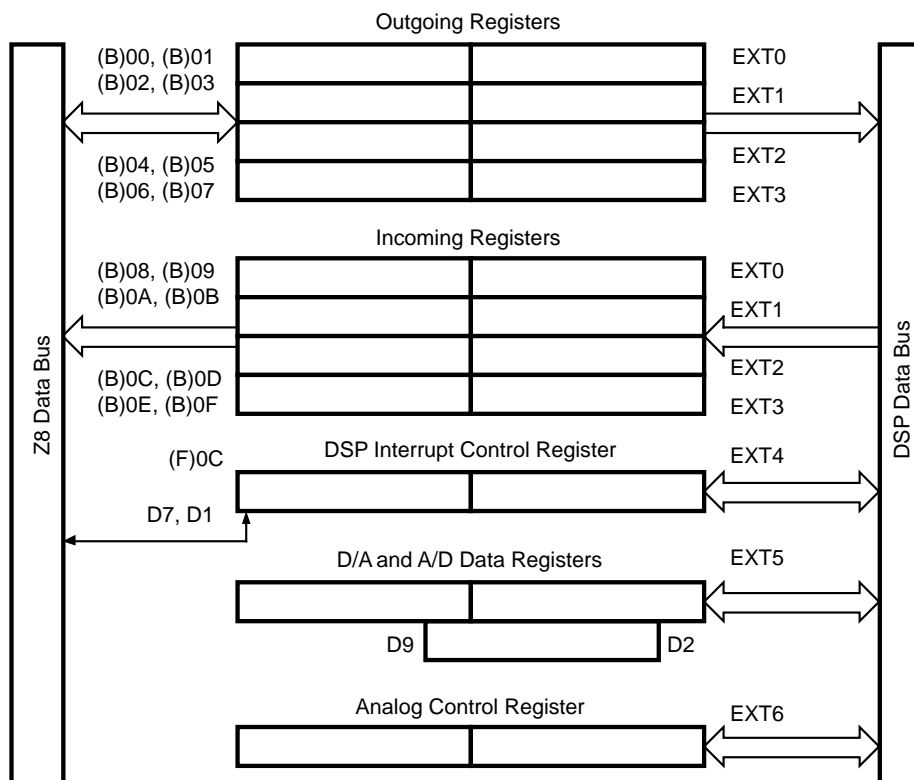 Outgoing Registers
(B)00, (B)01
(B)02, (B)03
EXT0
EXT1
(B)04, (B)05
(B)06, (B)07
EXT2
EXT3
Incoming Registers
(B)08, (B)09
(B)0A, (B)0B
EXT0
EXT1
(B)0C, (B)0D
(B)0E, (B)0F
EXT2
EXT3
Z8 Data Bus
DSP Data Bus
DSP Interrupt Control Register
(F)0C
EXT4
D7, D1
D/A and A/D Data Registers
EXT5
D9
D2
Analog Control Register
EXT6